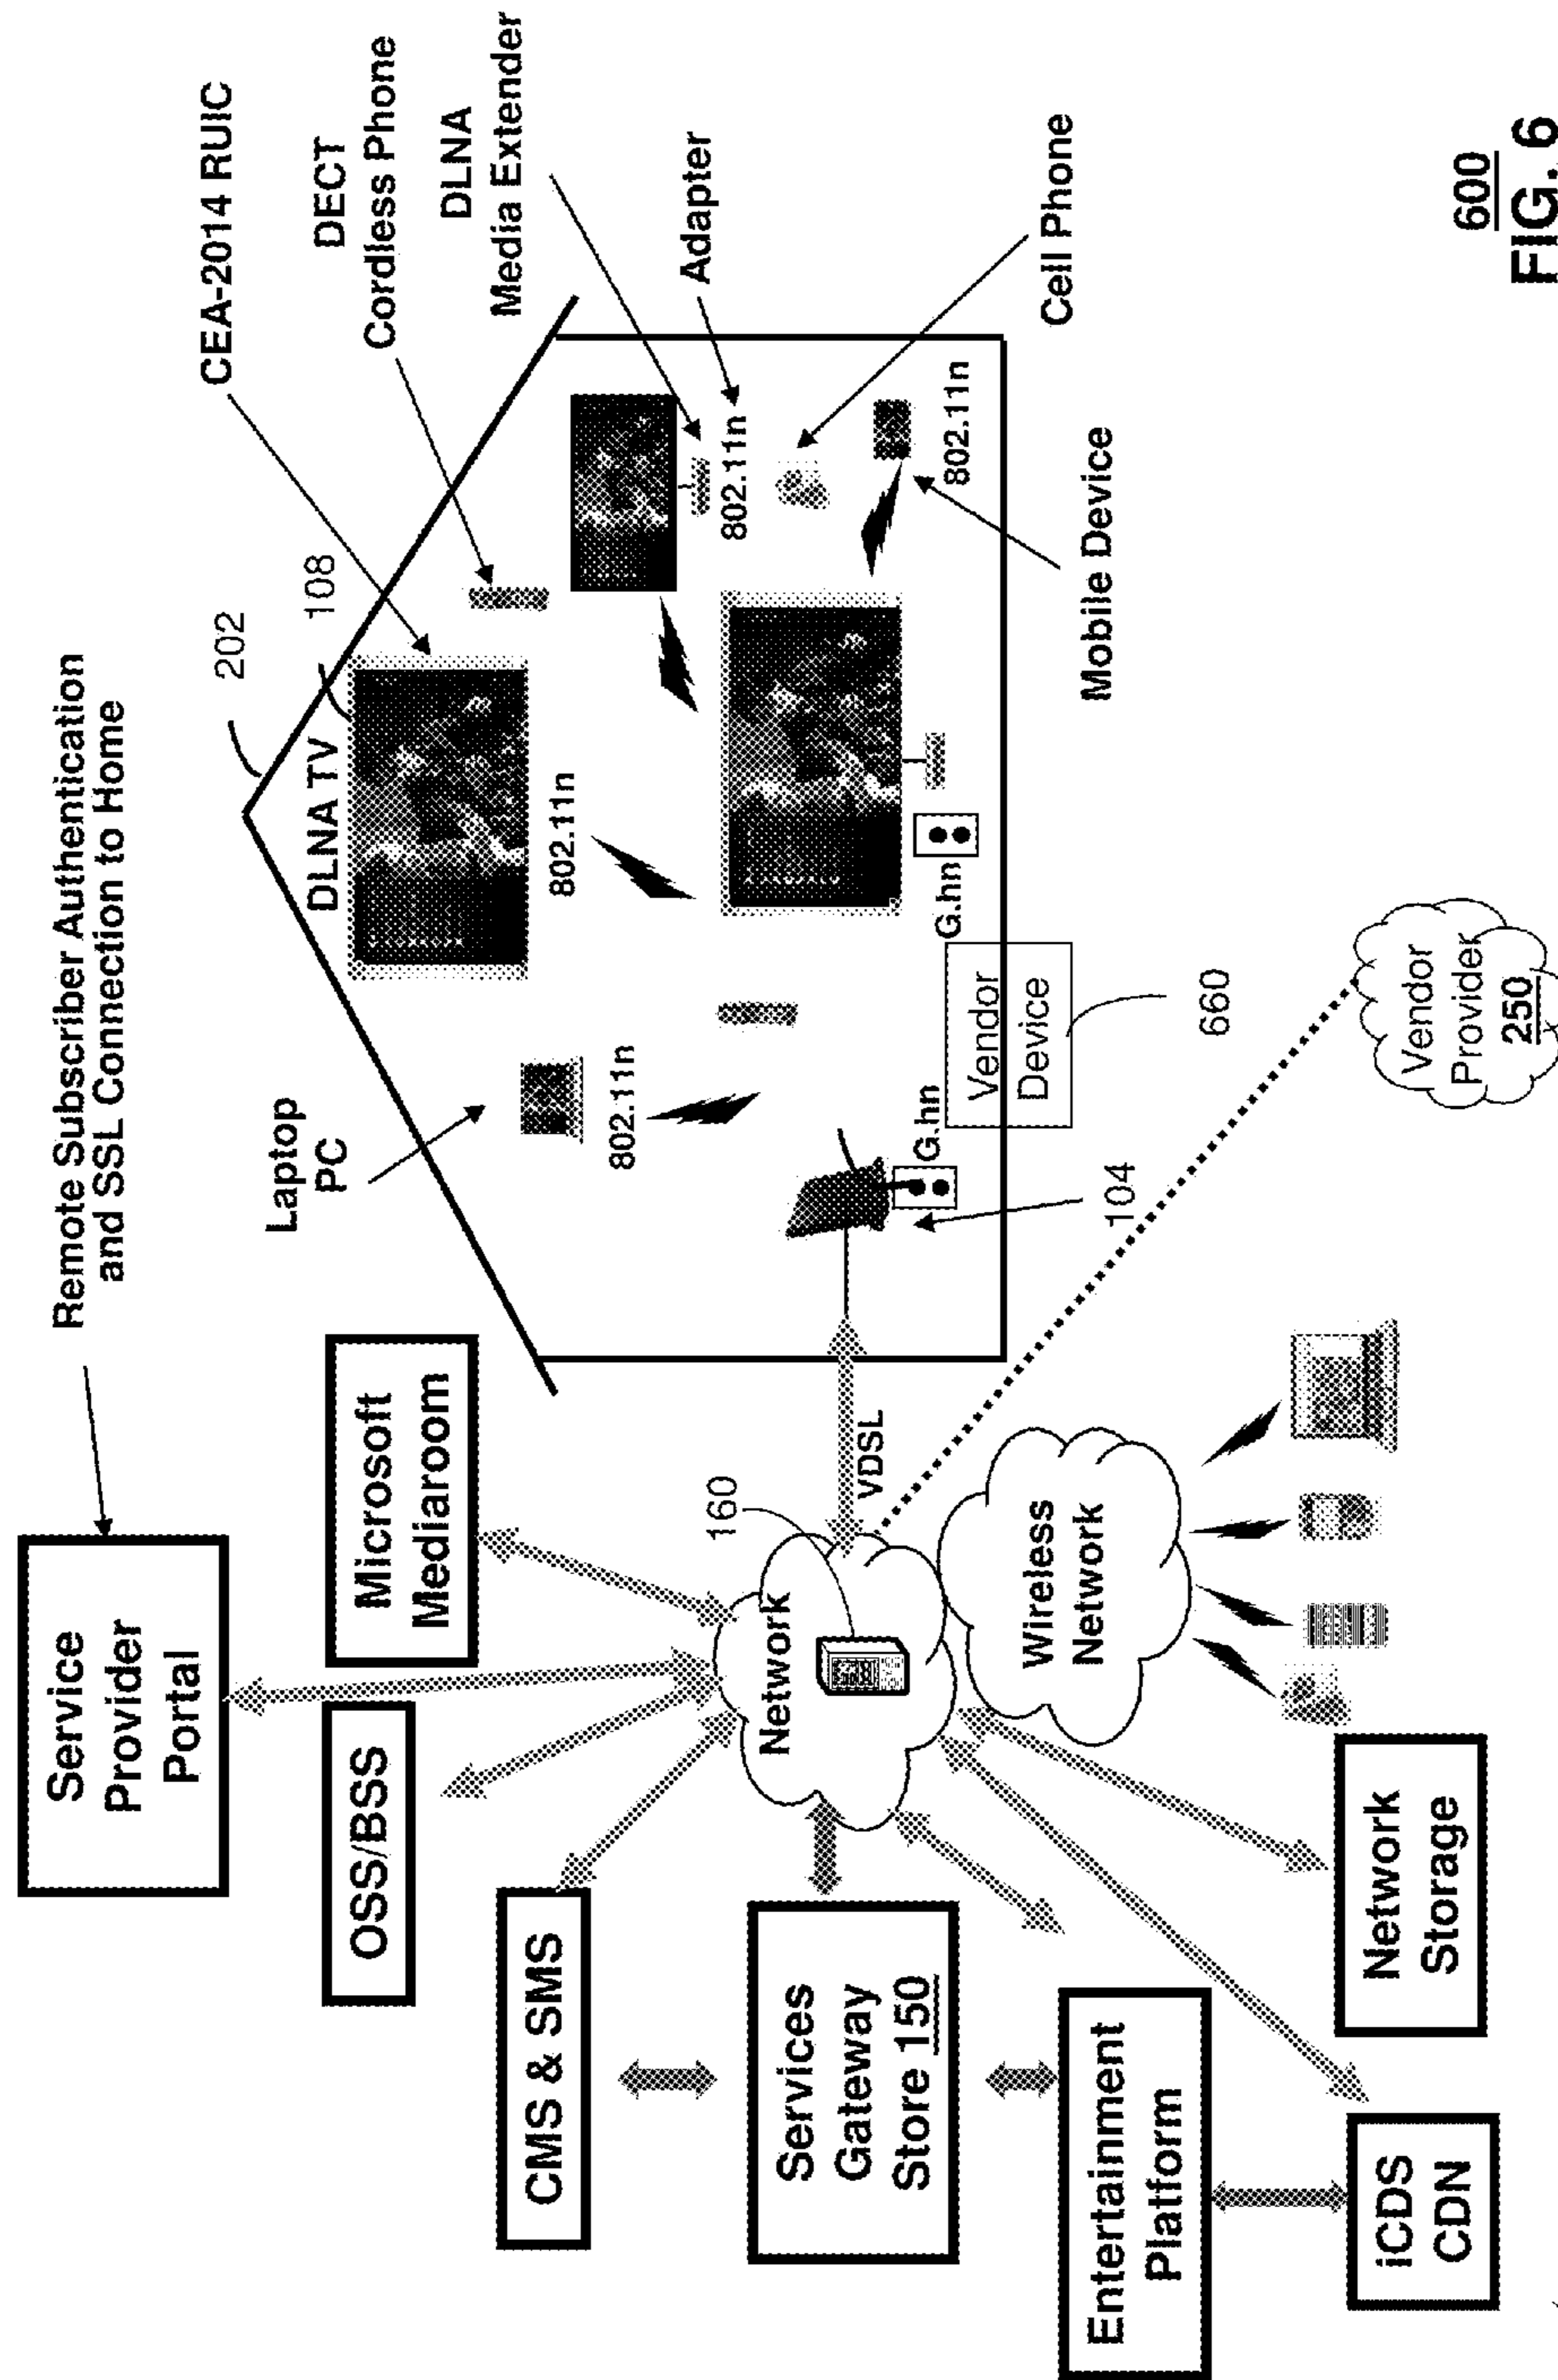 Remote Subscriber Authentication
and SSL Connection to Home
Service
Provider
Portal
Microsoft
Mediaroom
OSS/BSS
CMS & SMS
Services
Gateway
Store 150
Entertainment
Platform
iCDS
CDN
Network
Storage
Network
160
VDSL
Wireless
Network
Laptop
PC
802.11n
202
108
DLNA TV
802.11n
CEA-2014 RUIC
DECT
Cordless Phone
DLNA
Media Extender
Adapter
802.11n
Cell Phone
802.11n
Mobile Device
G.hn
G.hn
104
Vendor
Device
660
Vendor
Provider
250
600
FIG. 6